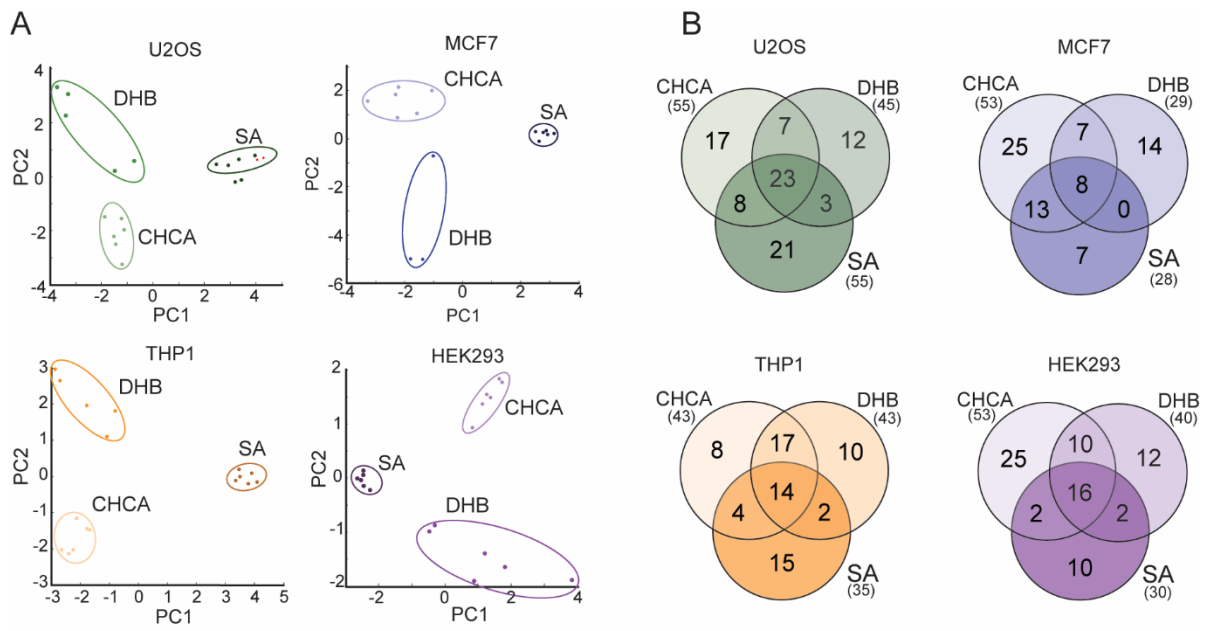 A
U2OS
4
2
0
-2
-4
PC2
DHB
SA
CHCA
-4
-2
0
2
4
PC1
MCF7
2
0
-2
-4
-6
PC2
CHCA
SA
DHB
-4
-2
0
2
4
PC1
THP1
3
2
1
0
-1
-2
-3
PC2
DHB
SA
CHCA
-3
-2
-1
0
1
2
3
4
5
PC1
HEK293
2
1
0
-1
-2
PC2
CHCA
SA
DHB
-2
0
2
4
PC1
B
U2OS
CHCA
(55)
DHB
(45)
17
7
12
23
8
3
21
SA
(55)
MCF7
CHCA
(53)
DHB
(29)
25
7
14
8
13
0
7
SA
(28)
THP1
CHCA
(43)
DHB
(43)
8
17
10
14
4
2
15
SA
(35)
HEK293
CHCA
(53)
DHB
(40)
25
10
12
16
2
2
10
SA
(30)